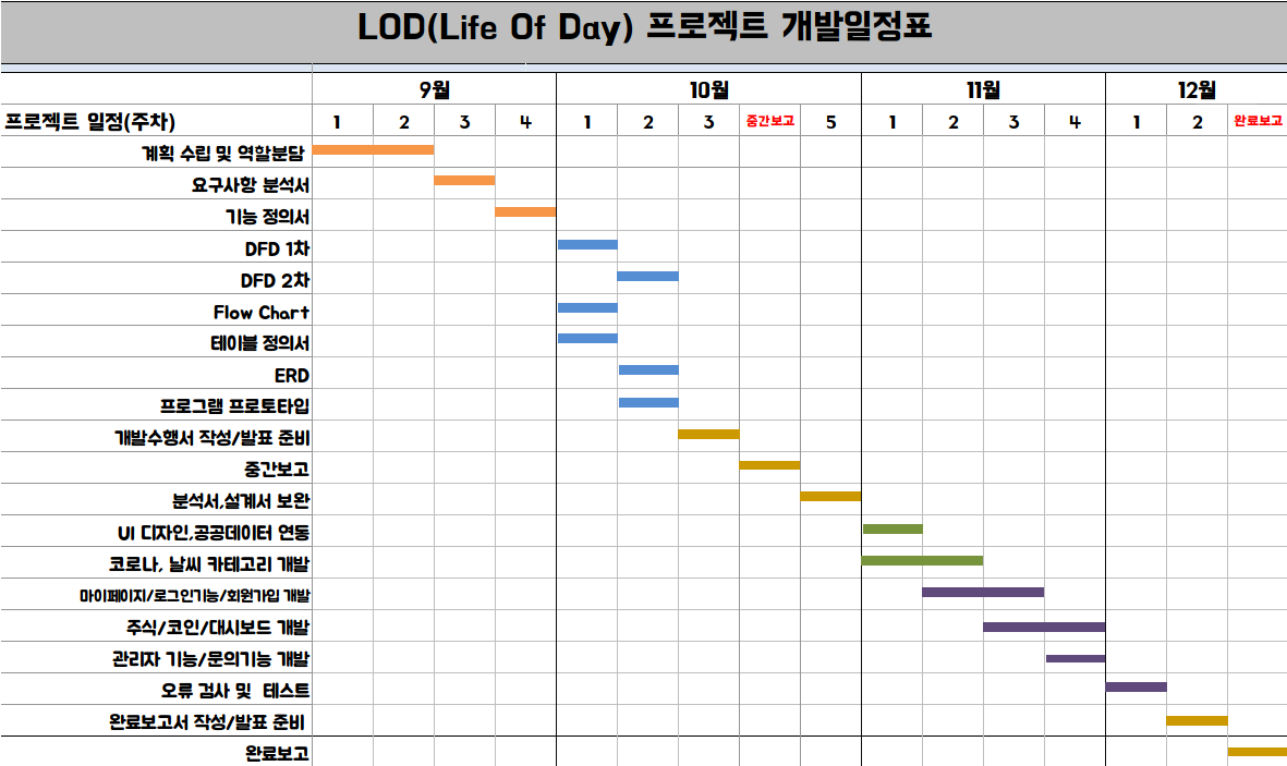 LOD(Life Of Day) 프로젝트 개발일정표
9월 10월 11월 12월
프로젝트 일정(주차) 1 2 3 4 1 2 3 중간보고 5 1 2 3 4 1 2 완료보고
계획 수립 및 역할분담
요구사항 분석서
기능 정의서
DFD 1차
DFD 2차
Flow Chart
테이블 정의서
ERD
프로그램 프로토타입
개발수행서 작성/발표 준비
중간보고
분석서,설계서 보완
UI 디자인,공공데이터 연동
코로나, 날씨 카테고리 개발
마이페이지/로그인기능/회원가입 개발
주식/코인/대시보드 개발
관리자 기능/문의기능 개발
오류 검사 및 테스트
완료보고서 작성/발표 준비
완료보고